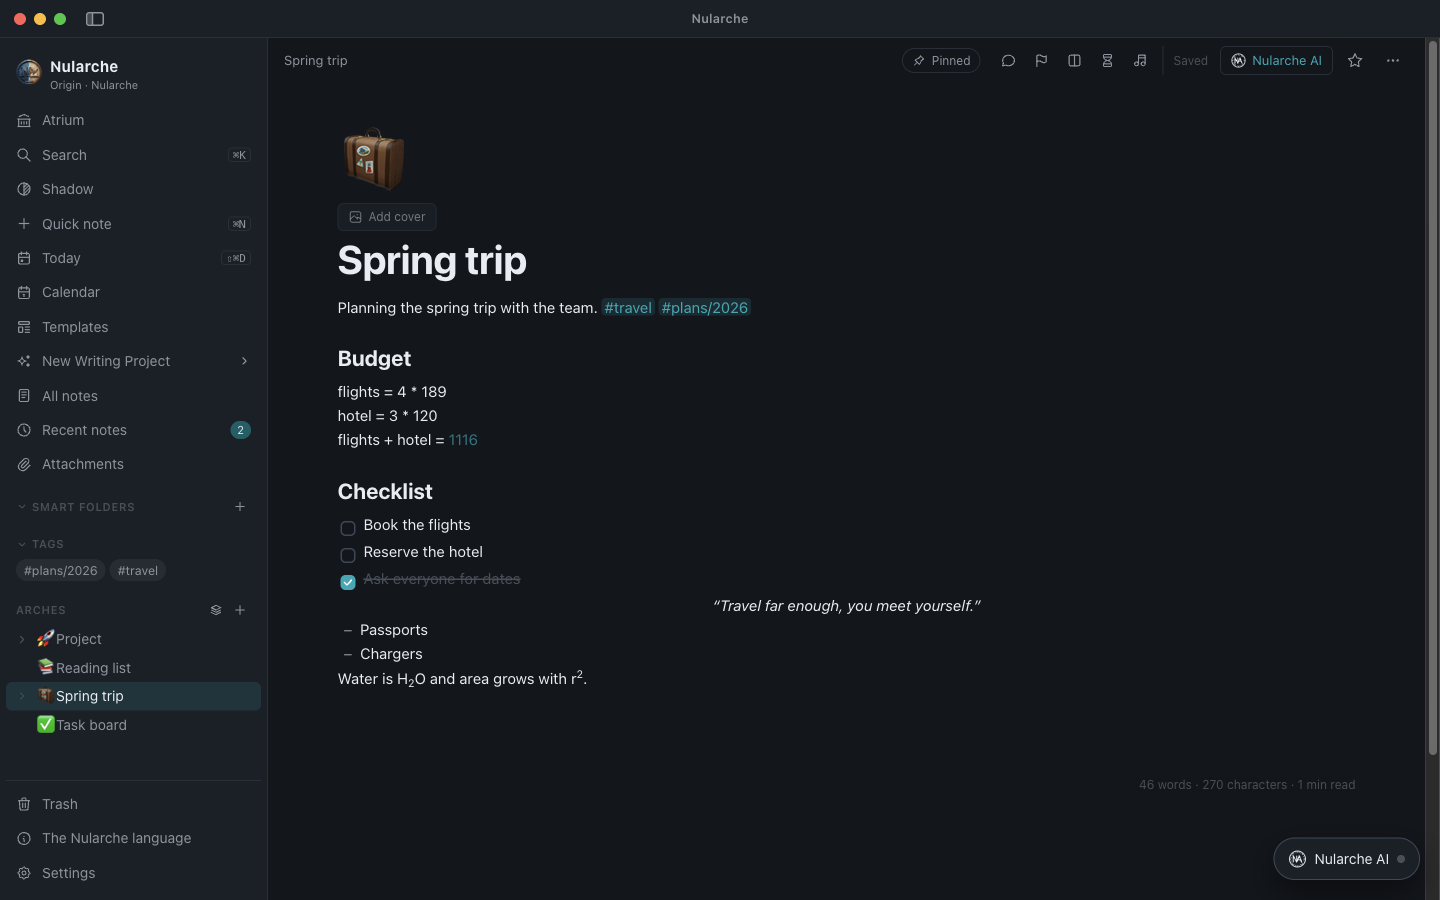 Nularche
Nularche
Origin · Nularche
Atrium
Search ⌘K
Shadow
Quick note ⌘N
Today ⇧⌘D
Calendar
Templates
New Writing Project
All notes
Recent notes 2
Attachments
SMART FOLDERS
TAGS
#plans/2026 #travel
ARCHES
Project
Reading list
Spring trip
Task board
Trash
The Nularche language
Settings
Spring trip
Pinned
Saved
Nularche AI
Add cover
Spring trip
Planning the spring trip with the team. #travel #plans/2026
Budget
flights = 4 * 189
hotel = 3 * 120
flights + hotel = 1116
Checklist
Book the flights
Reserve the hotel
Ask everyone for dates
“Travel far enough, you meet yourself.”
– Passports
– Chargers
Water is H₂O and area grows with r².
46 words · 270 characters · 1 min read
Nularche AI